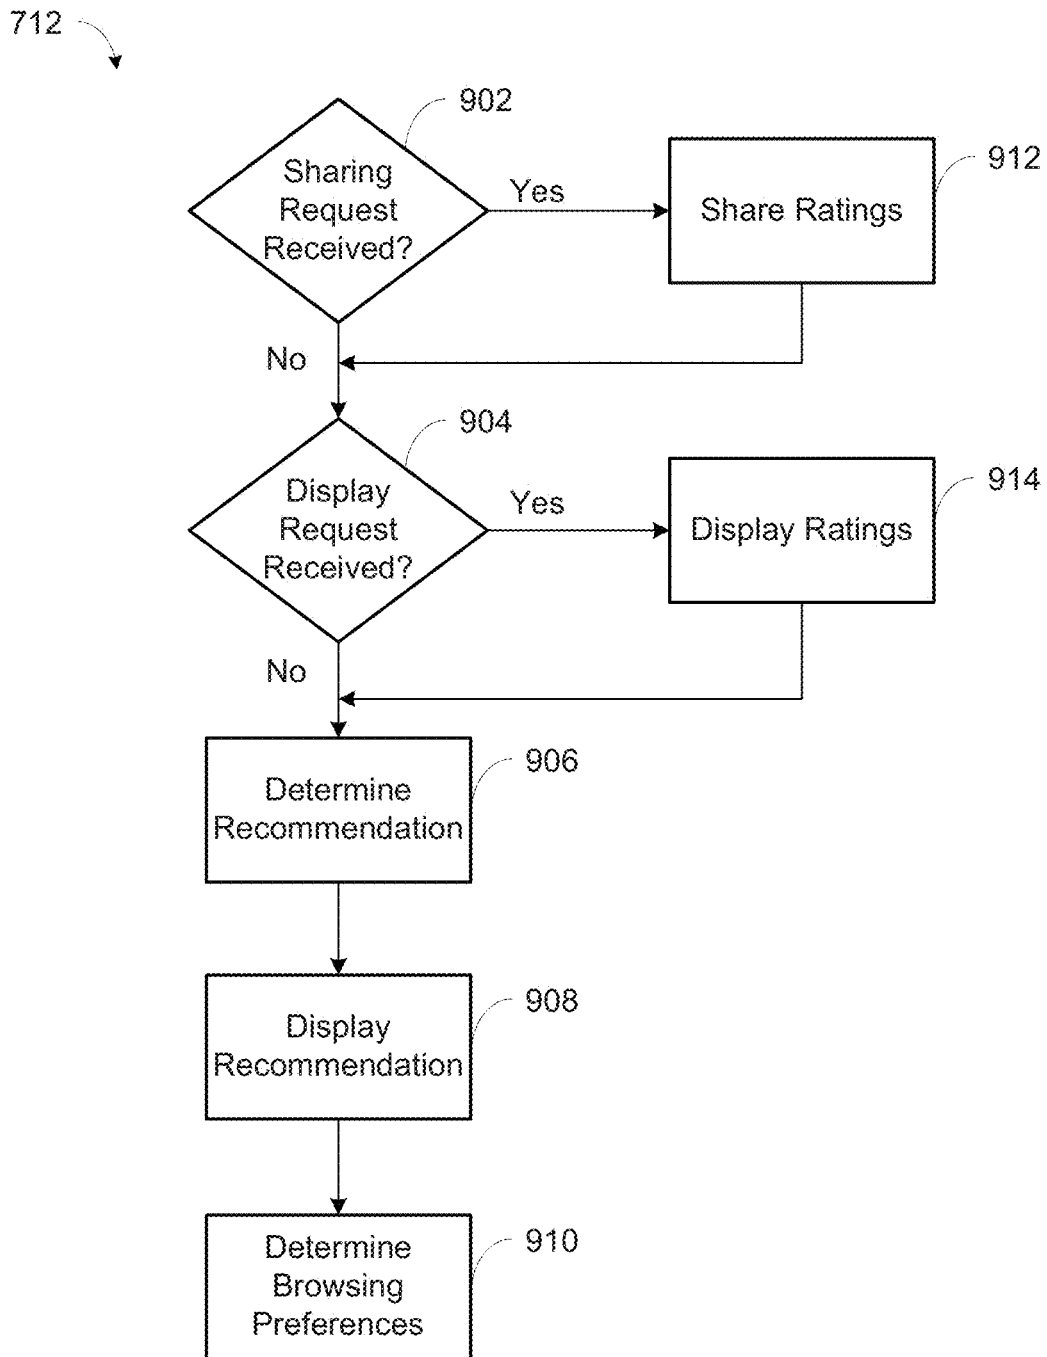 712
902
Sharing
Request
Received?
Yes
912
Share Ratings
No
904
Display
Request
Received?
Yes
914
Display Ratings
No
906
Determine
Recommendation
908
Display
Recommendation
910
Determine
Browsing
Preferences